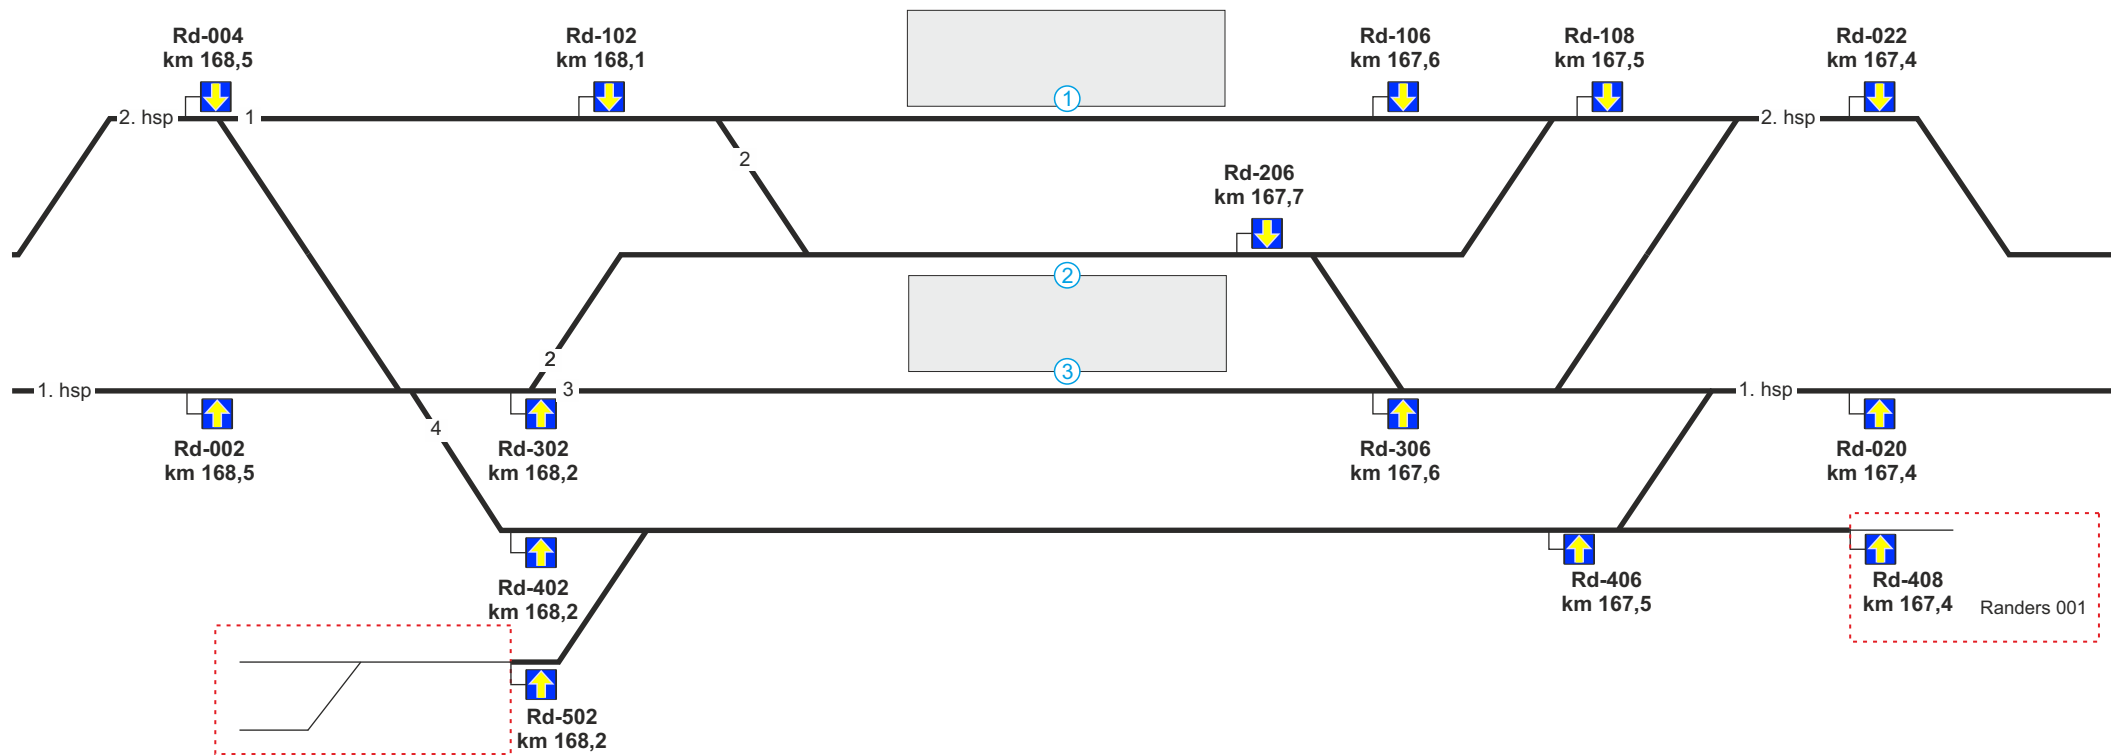 Rd-004
km 168,5
Rd-102
km 168,1
1
Rd-106
km 167,6
Rd-108
km 167,5
Rd-022
km 167,4
2. hsp
1
2. hsp
2
Rd-206
km 167,7
2
2
3
1. hsp
3
1. hsp
4
Rd-002
km 168,5
Rd-302
km 168,2
Rd-306
km 167,6
Rd-020
km 167,4
Rd-402
km 168,2
Rd-406
km 167,5
Rd-408
km 167,4
Randers 001
Rd-502
km 168,2